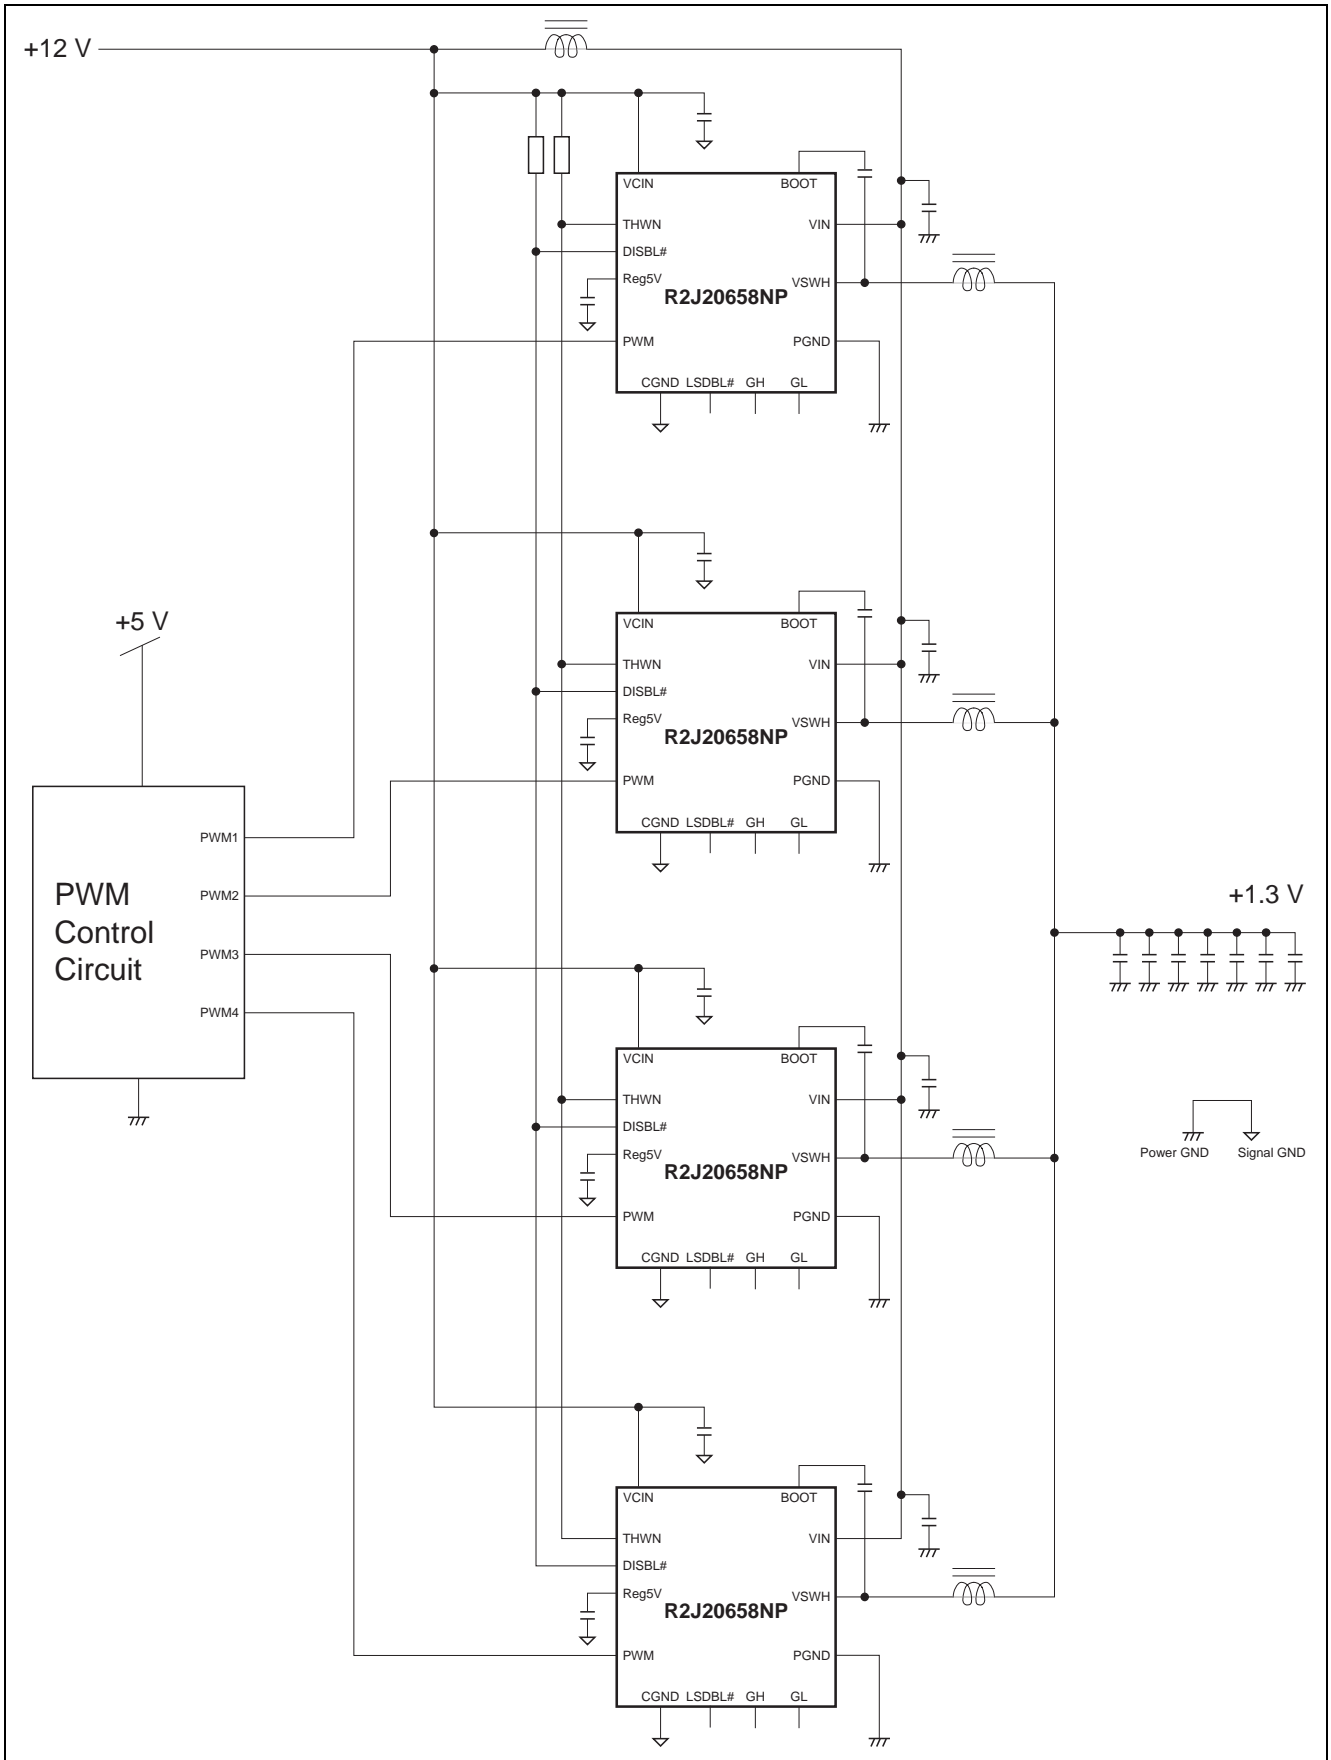 +12 V
VCIN BOOT
THWN VIN
DISBL#
Reg5V VSWH
R2J20658NP
PWM PGND
CGND LSDBL# GH GL
+5 V
VCIN BOOT
THWN VIN
DISBL#
Reg5V VSWH
R2J20658NP
PWM PGND
CGND LSDBL# GH GL
PWM1
PWM2
PWM3
PWM4
PWM
Control
Circuit
+1.3 V
VCIN BOOT
THWN VIN
DISBL#
Reg5V VSWH
R2J20658NP
PWM PGND
CGND LSDBL# GH GL
Power GND Signal GND
VCIN BOOT
THWN VIN
DISBL#
Reg5V VSWH
R2J20658NP
PWM PGND
CGND LSDBL# GH GL